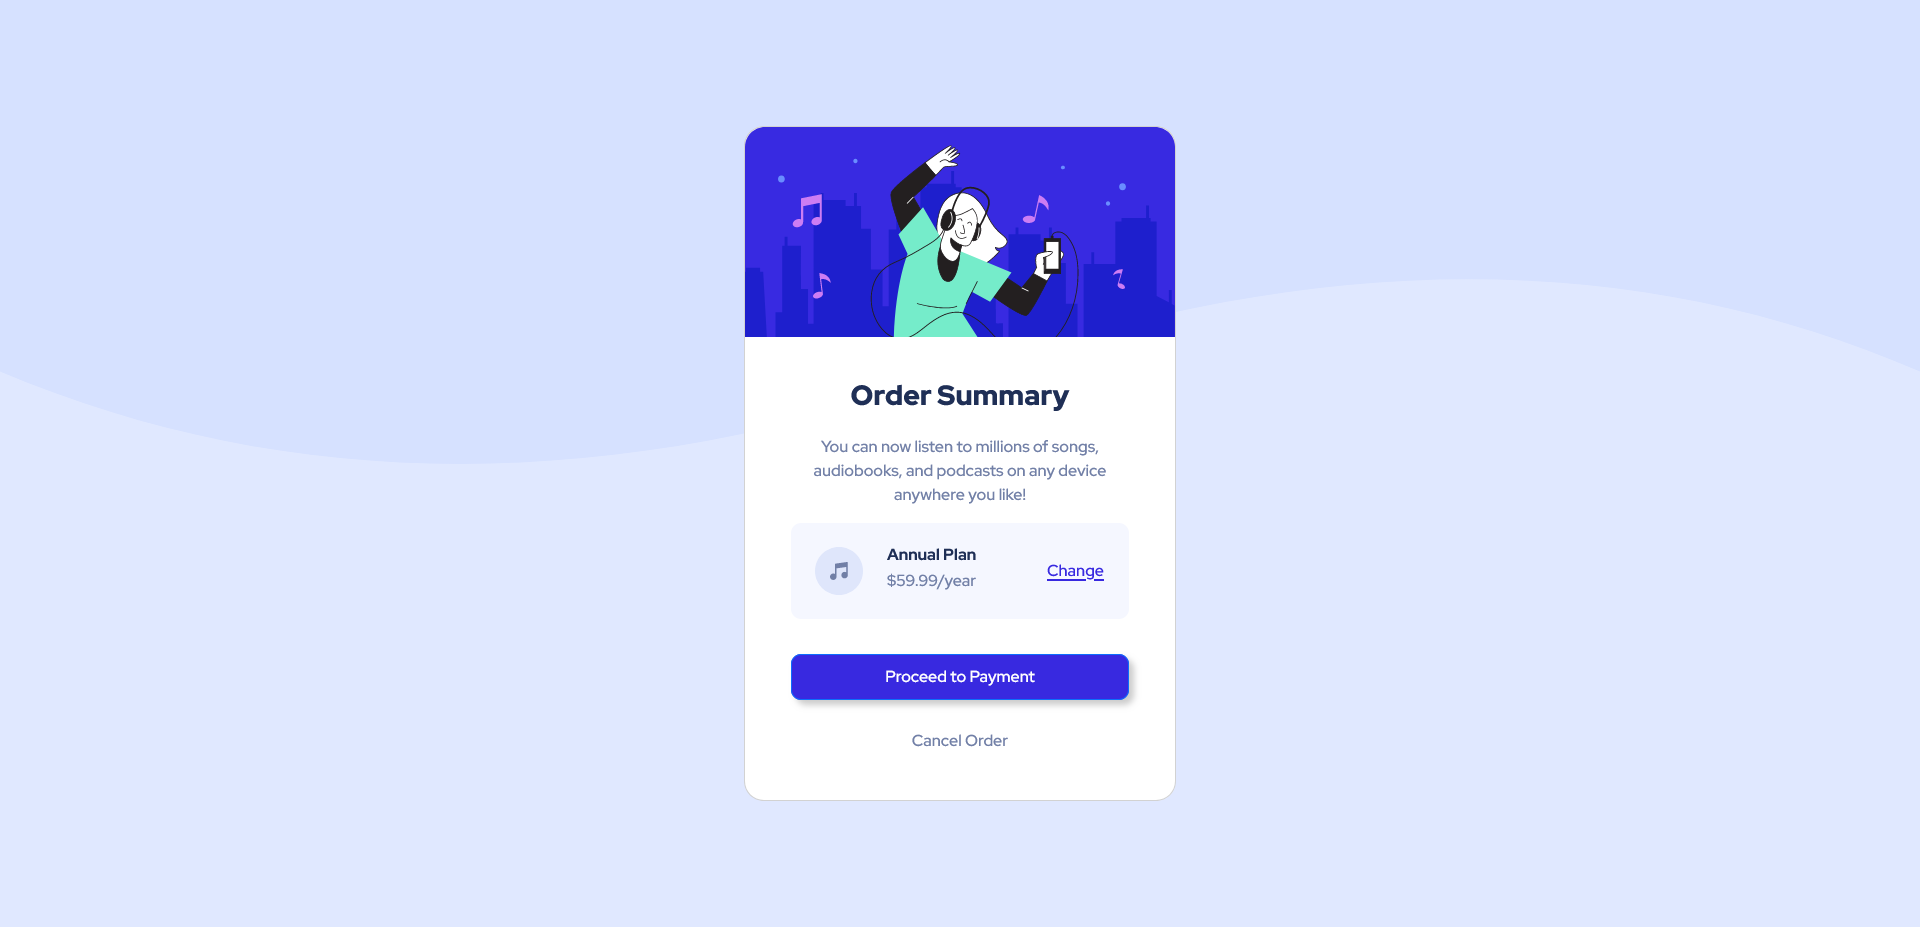 Order Summary
You can now listen to millions of songs,
audiobooks, and podcasts on any device
anywhere you like!
Annual Plan
$59.99/year
Change
Proceed to Payment
Cancel Order